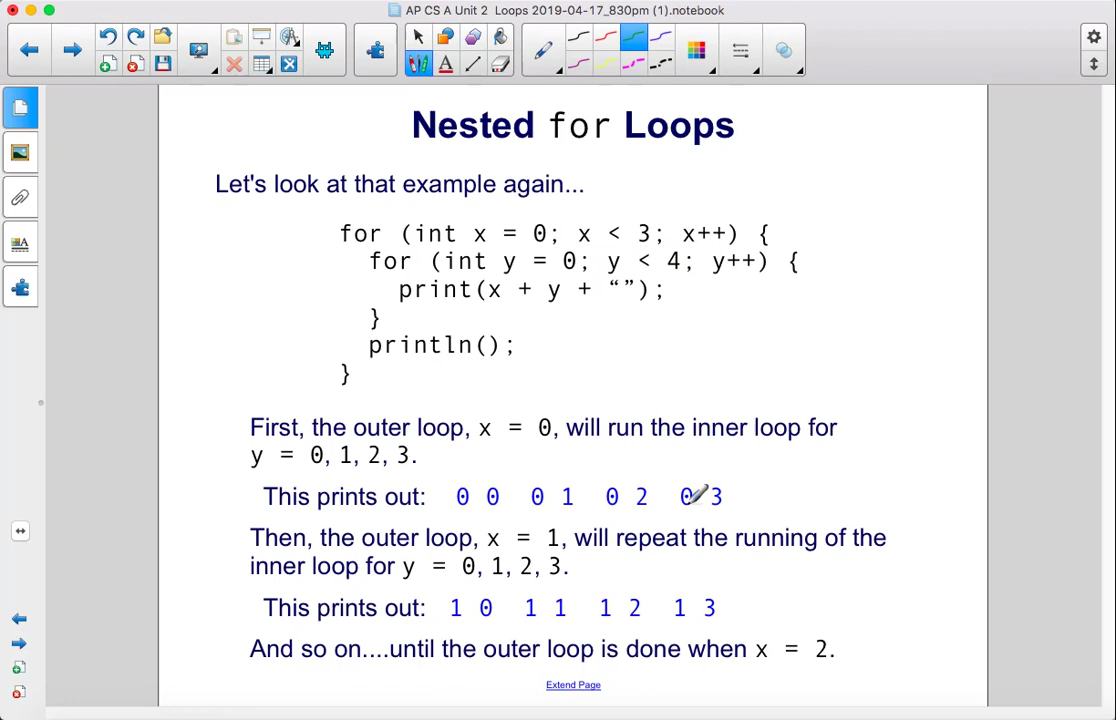 AP CS A Unit 2  Loops 2019-04-17_830pm (1).notebook
Nested for Loops
Let's look at that example again...
for (int x = 0; x < 3; x++) {
for (int y = 0; y < 4; y++) {
print(x + y + “”);
}
println();
}
First, the outer loop, x = 0, will run the inner loop for
y = 0, 1, 2, 3.
This prints out: 0 0  0 1  0 2  0 3
Then, the outer loop, x = 1, will repeat the running of the
inner loop for y = 0, 1, 2, 3.
This prints out: 1 0  1 1  1 2  1 3
And so on....until the outer loop is done when x = 2.
Extend Page